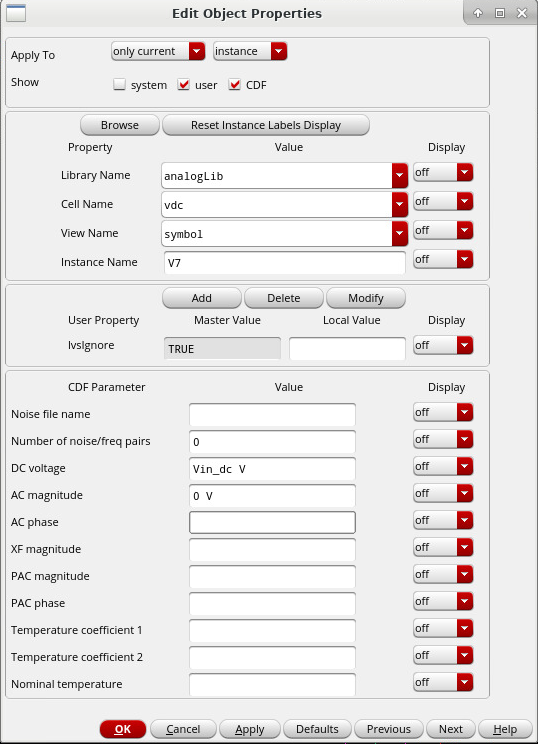 Edit Object Properties
Apply To only current instance
Show system user CDF
Browse Reset Instance Labels Display
Property Value Display
Library Name analogLib off
Cell Name vdc off
View Name symbol off
Instance Name V7 off
Add Delete Modify
User Property Master Value Local Value Display
lvsIgnore TRUE off
CDF Parameter Value Display
Noise file name off
Number of noise/freq pairs 0 off
DC voltage Vin_dc V off
AC magnitude 0 V off
AC phase off
XF magnitude off
PAC magnitude off
PAC phase off
Temperature coefficient 1 off
Temperature coefficient 2 off
Nominal temperature off
OK Cancel Apply Defaults Previous Next Help